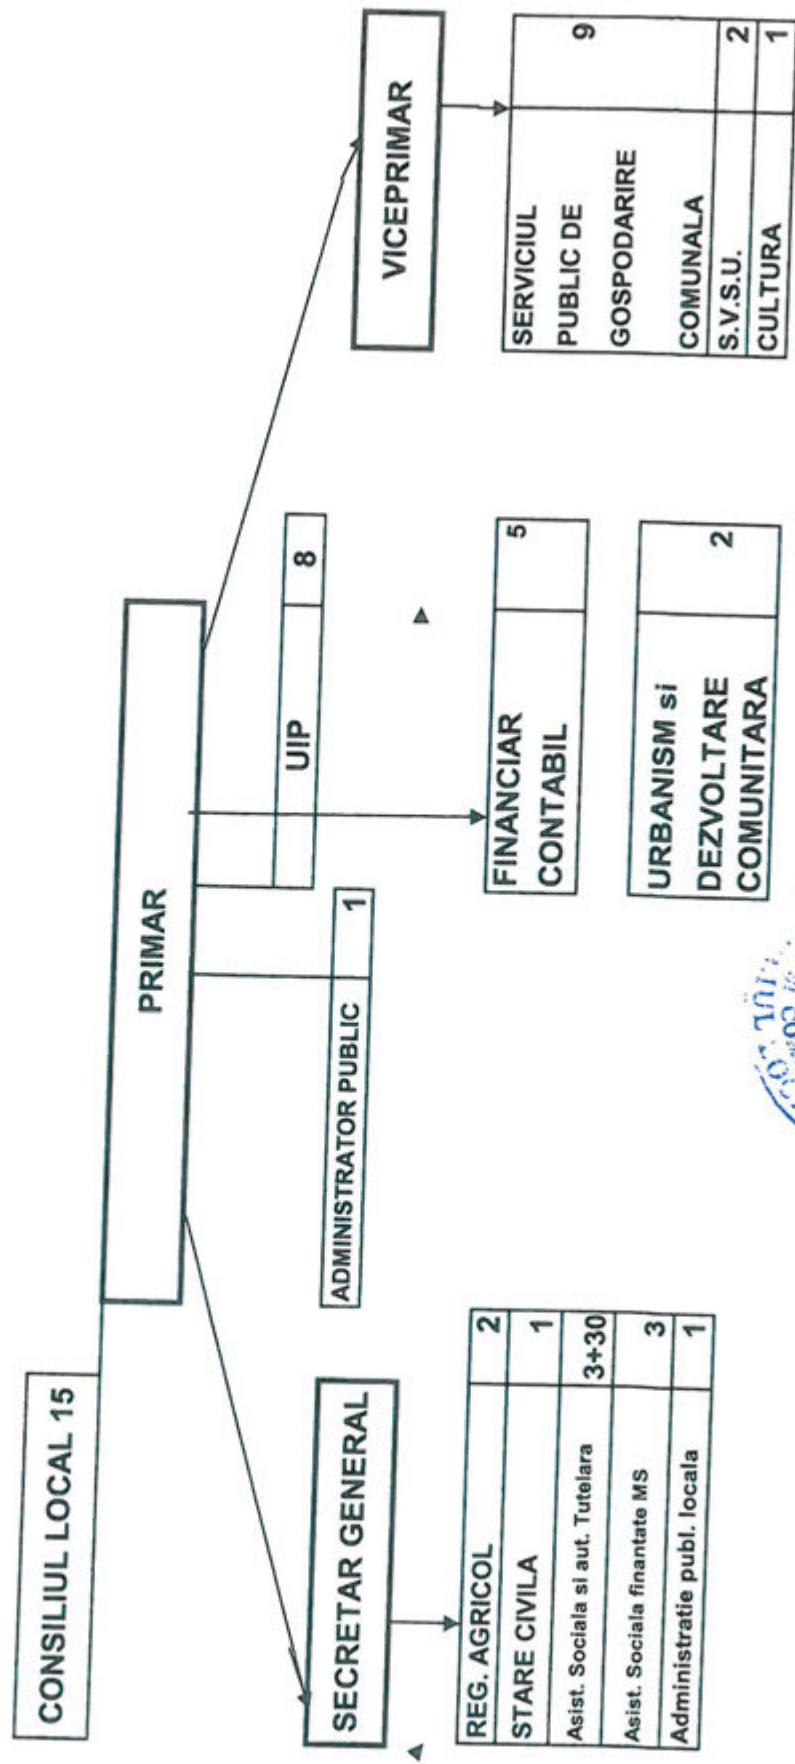 CONSILIUL LOCAL 15
PRIMAR
ADMINISTRATOR PUBLIC 1
UIP 8
SECRETAR GENERAL
VICEPRIMAR
REG. AGRICOL 2
STARE CIVILA 1
Asist. Sociala si aut. Tutelara 3+30
Asist. Sociala finantate MS 3
Administratie publ. locala 1
FINANCIAR 5
CONTABIL
URBANISM si
DEZVOLTARE 2
COMUNITARA
SERVICIUL
PUBLIC DE 9
GOSPODARIRE
COMUNALA
S.V.S.U. 2
CULTURA 1